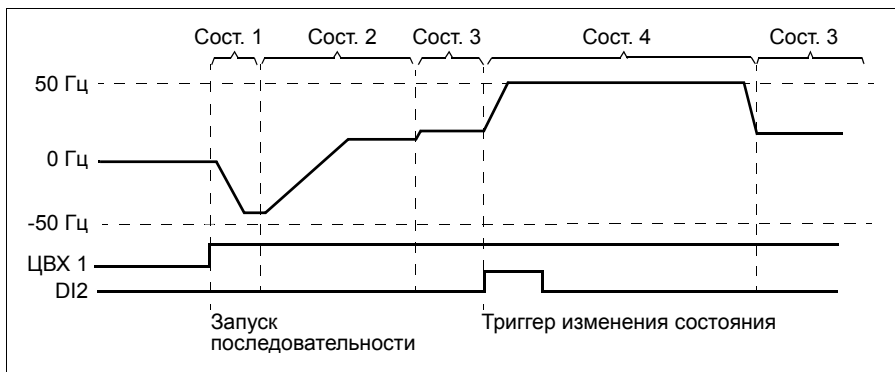 Сост. 1 Сост. 2 Сост. 3 Сост. 4 Сост. 3
50 Гц
0 Гц
-50 Гц
ЦВХ 1
DI2
Запуск Триггер изменения состояния
последовательности